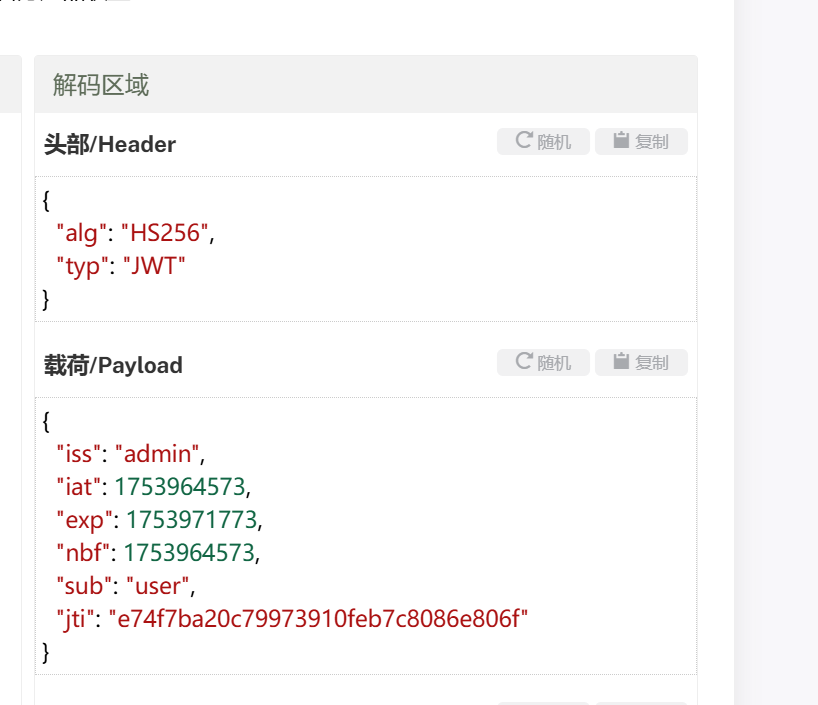 解码区域
头部/Header
随机
复制
{
"alg": "HS256",
"typ": "JWT"
}
载荷/Payload
随机
复制
{
"iss": "admin",
"iat": 1753964573,
"exp": 1753971773,
"nbf": 1753964573,
"sub": "user",
"jti": "e74f7ba20c79973910feb7c8086e806f"
}